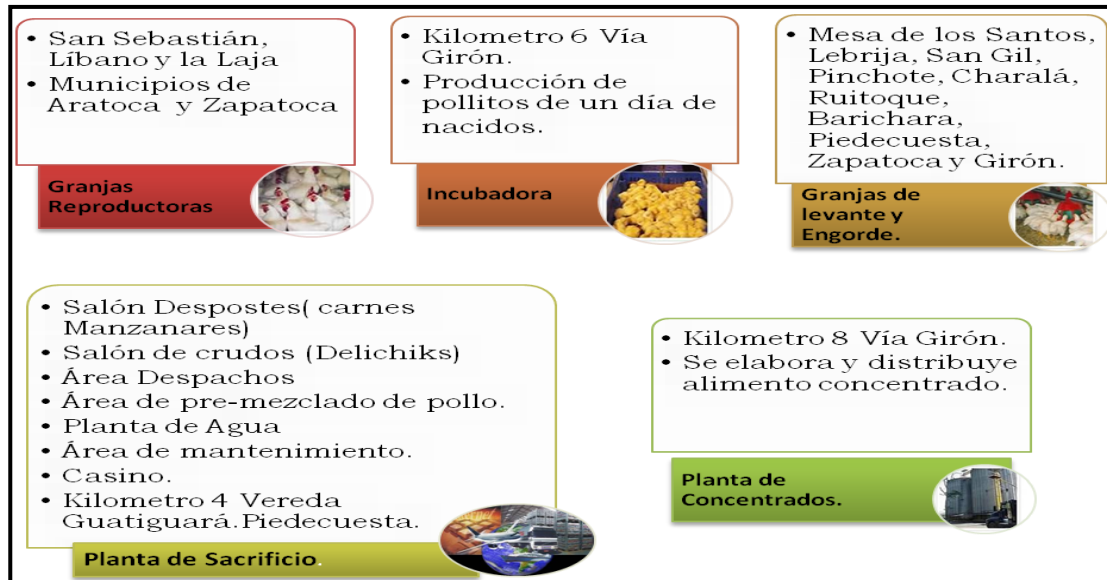 • San Sebastián,
Líbano y la Laja
• Municipios de
Aratoca y Zapatoca
Granjas
Reproductoras
• Kilometro 6 Vía
Girón.
• Producción de
pollitos de un día de
nacidos.
Incubadora
• Mesa de los Santos,
Lebrija, San Gil,
Pinchote, Charalá,
Ruitoque,
Barichara,
Piedecuesta,
Zapatoca y Girón.
Granjas de
levante y
Engorde.
• Salón Despostes( carnes
Manzanares)
• Salón de crudos (Delichiks)
• Área Despachos
• Área de pre-mezclado de pollo.
• Planta de Agua
• Área de mantenimiento.
• Casino.
• Kilometro 4 Vereda
Guatiguará.Piedecuesta.
Planta de Sacrificio.
• Kilometro 8 Vía Girón.
• Se elabora y distribuye
alimento concentrado.
Planta de
Concentrados.